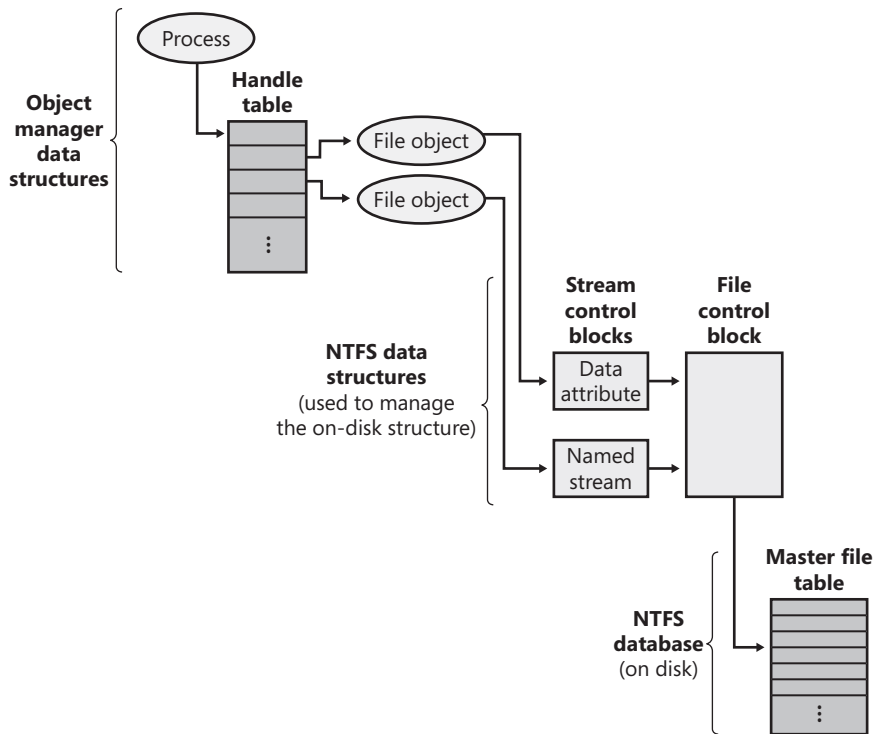 Process
Handle
table
Object
manager
data
structures
File object
File object
⋮
Stream
control
blocks
File
control
block
NTFS data
structures
(used to manage
the on-disk structure)
Data
attribute
Named
stream
Master file
table
NTFS
database
(on disk)
⋮